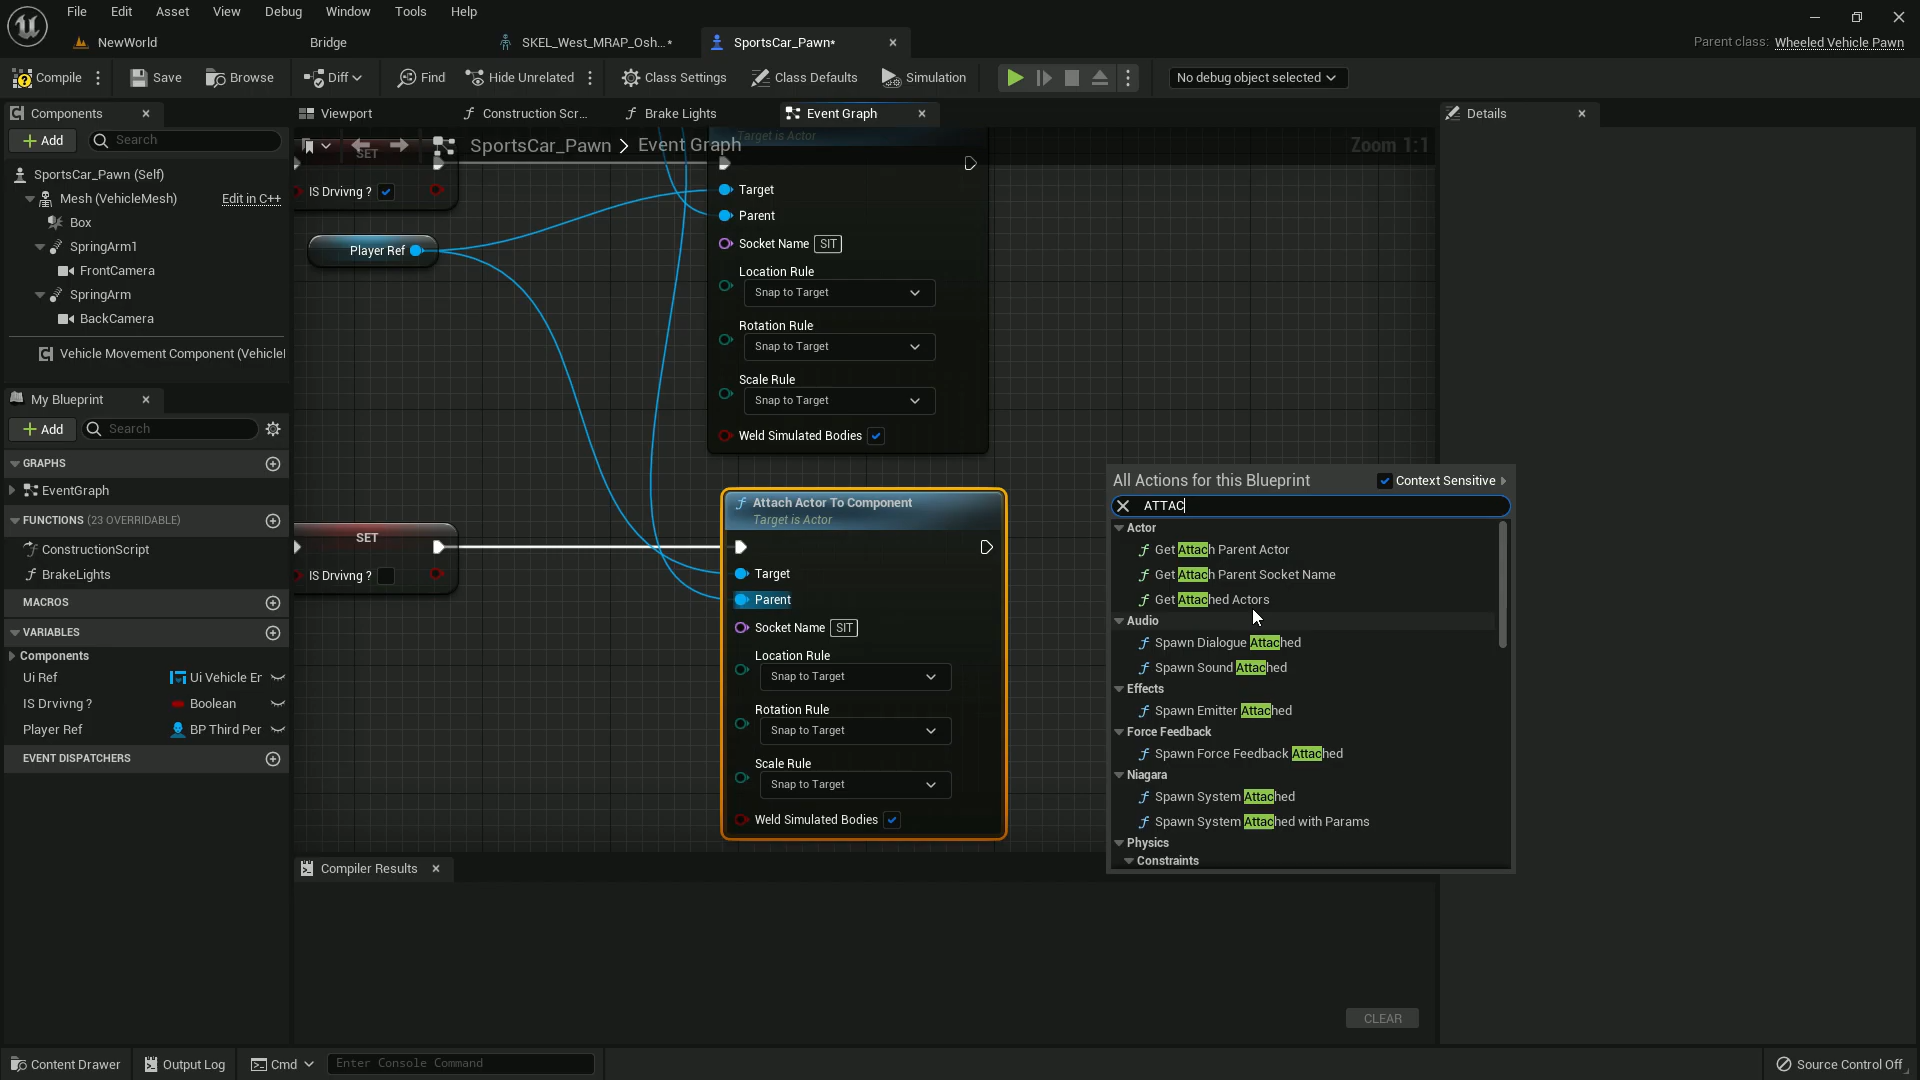 File Edit Asset View Debug Window Tools Help
NewWorld Bridge SKEL_West_MRAP_Osh...* SportsCar_Pawn*
Parent class: Wheeled Vehicle Pawn
Compile Save Browse Diff Find Hide Unrelated Class Settings Class Defaults Simulation No debug object selected
Components
Add Search
SportsCar_Pawn (Self)
Mesh (VehicleMesh) Edit in C++
Box
SpringArm1
FrontCamera
SpringArm
BackCamera
Vehicle Movement Component (Vehicle
My Blueprint
Add Search
GRAPHS
EventGraph
FUNCTIONS (23 OVERRIDABLE)
ConstructionScript
BrakeLights
MACROS
VARIABLES
Components
Ui Ref Ui Vehicle Er
IS Drvivng ? Boolean
Player Ref BP Third Per
EVENT DISPATCHERS
Viewport Construction Scr... Brake Lights Event Graph
SportsCar_Pawn > Event Graph
Zoom 1:1
SET
IS Drvivng ?
Player Ref
Target is Actor
Target
Parent
Socket Name SIT
Location Rule
Snap to Target
Rotation Rule
Snap to Target
Scale Rule
Snap to Target
Weld Simulated Bodies
SET
IS Drvivng ?
Attach Actor To Component
Target is Actor
Target
Parent
Socket Name SIT
Location Rule
Snap to Target
Rotation Rule
Snap to Target
Scale Rule
Snap to Target
Weld Simulated Bodies
All Actions for this Blueprint Context Sensitive
ATTAC
Actor
Get Attach Parent Actor
Get Attach Parent Socket Name
Get Attached Actors
Audio
Spawn Dialogue Attached
Spawn Sound Attached
Effects
Spawn Emitter Attached
Force Feedback
Spawn Force Feedback Attached
Niagara
Spawn System Attached
Spawn System Attached with Params
Physics
Constraints
Details
Compiler Results
CLEAR
Content Drawer Output Log Cmd Enter Console Command Source Control Off